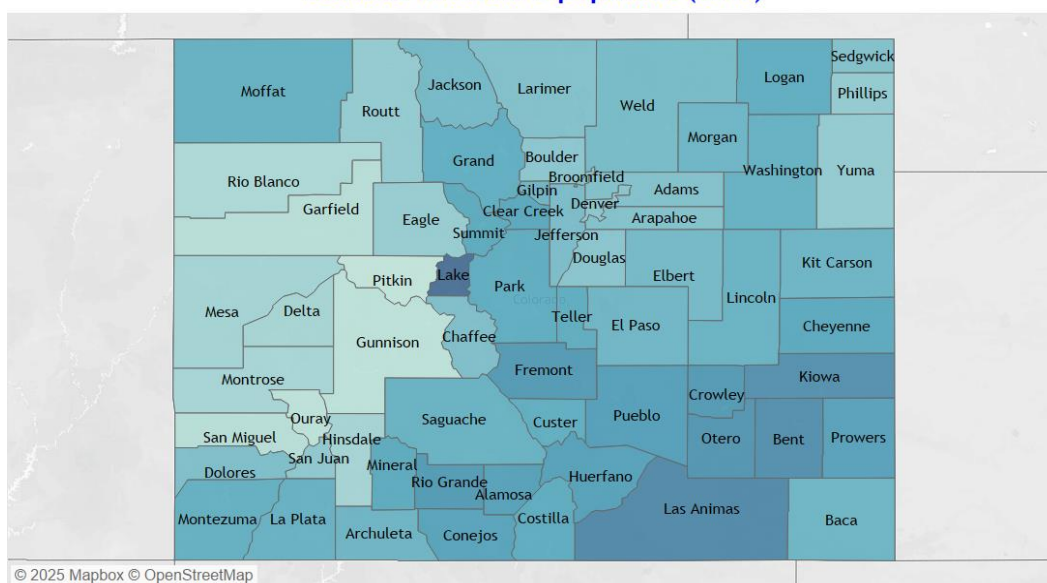 Sedgwick
Moffat
Jackson
Larimer
Logan
Phillips
Routt
Weld
Morgan
Grand
Boulder
Washington
Yuma
Rio Blanco
Broomfield
Gilpin
Adams
Garfield
Clear Creek
Denver
Eagle
Arapahoe
Summit
Jefferson
Douglas
Kit Carson
Pitkin
Lake
Elbert
Park
Lincoln
Colorado
Mesa
Delta
Teller
El Paso
Cheyenne
Chaffee
Gunnison
Fremont
Kiowa
Montrose
Crowley
Pueblo
Ouray
Saguache
Custer
San Miguel
Hinsdale
Otero
Bent
Prowers
San Juan
Mineral
Dolores
Huerfano
Rio Grande
Alamosa
Las Animas
Montezuma
La Plata
Costilla
Baca
Archuleta
Conejos
© 2025 Mapbox © OpenStreetMap